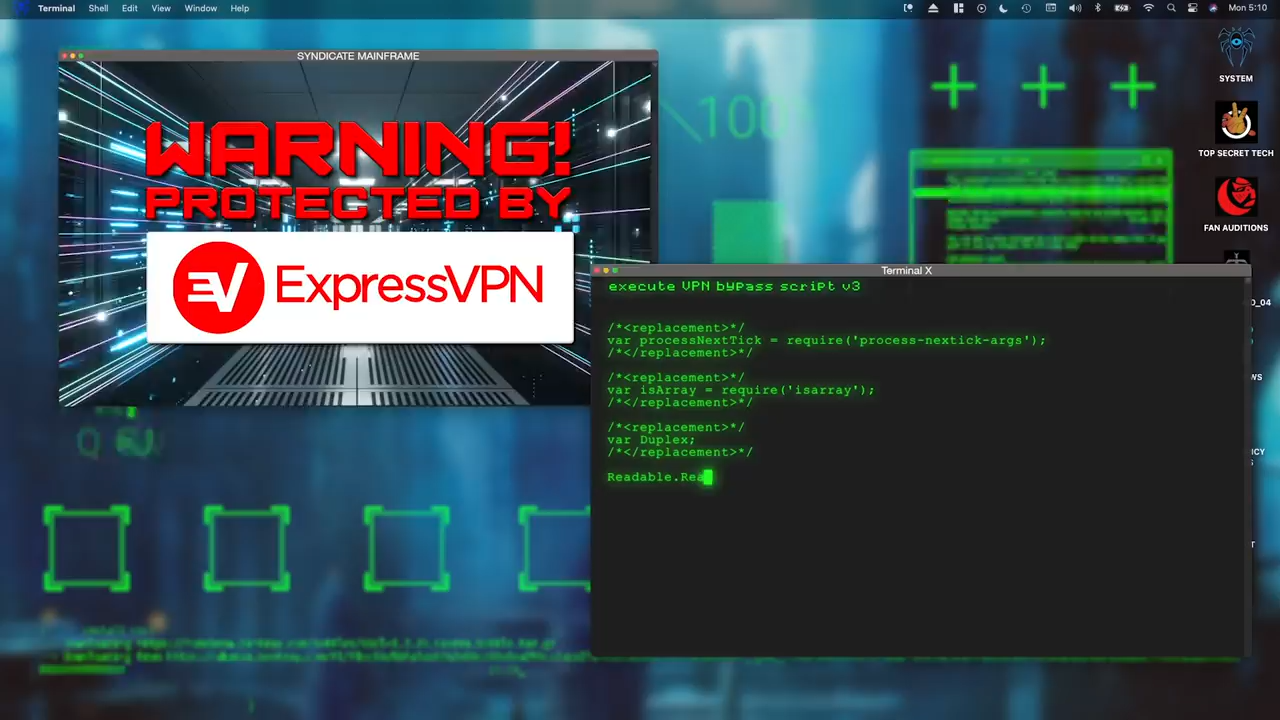 Terminal Shell Edit View Window Help Mon 5:10
SYNDICATE MAINFRAME
WARNING!
PROTECTED BY
EV ExpressVPN
100
SYSTEM
TOP SECRET TECH
FAN AUDITIONS
Terminal X
execute VPN bypass script v3
/*<replacement>*/
var processNextTick = require('process-nextick-args');
/*</replacement>*/
/*<replacement>*/
var isArray = require('isarray');
/*</replacement>*/
/*<replacement>*/
var Duplex;
/*</replacement>*/
Readable.Rea